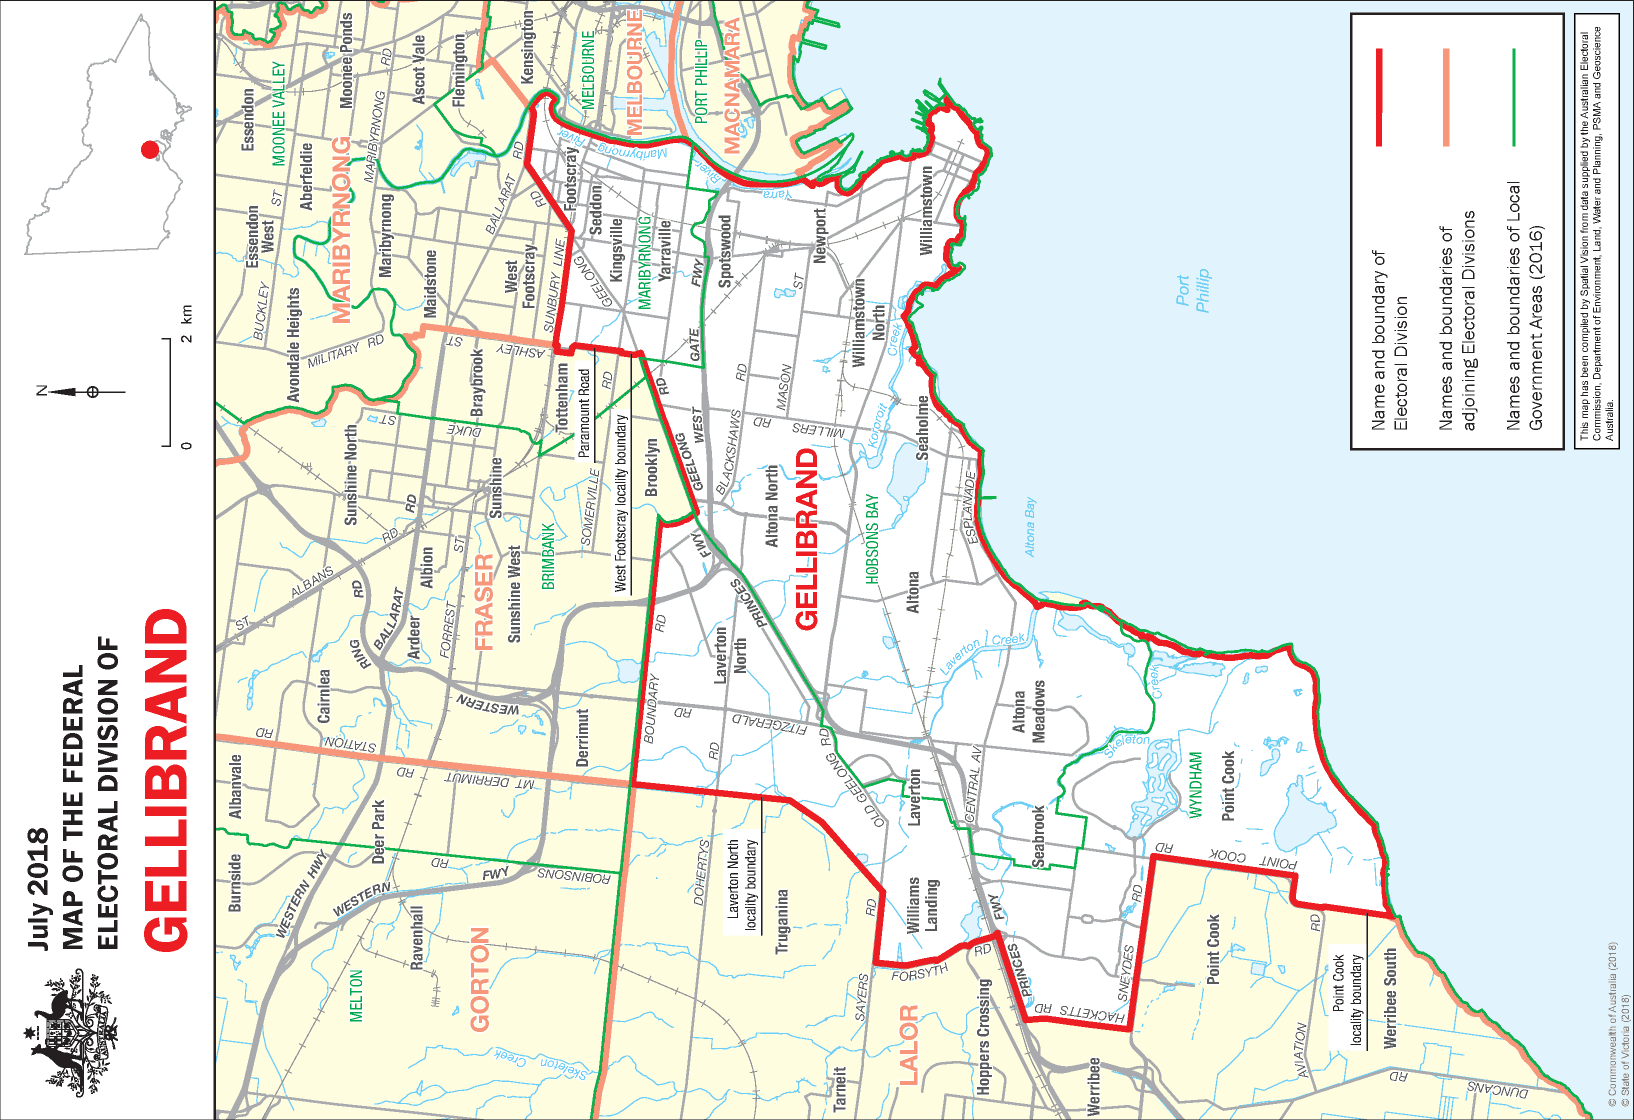 July 2018
MAP OF THE FEDERAL
ELECTORAL DIVISION OF
GELLIBRAND
N
0
2 km
Name and boundary of
Electoral Division
Names and boundaries of
adjoining Electoral Divisions
Names and boundaries of Local
Government Areas (2016)
This map has been compiled by Spatial Vision from data supplied by the Australian Electoral
Commission, Department of Environment, Land, Water and Planning, PSMA and Geoscience
Australia.
© Commonwealth of Australia (2018)
© State of Victoria (2018)
GELLIBRAND
MARIBYRNONG
MELBOURNE
MACNAMARA
FRASER
GORTON
LALOR
MOONEE VALLEY
MELBOURNE
PORT PHILLIP
MARIBYRNONG
BRIMBANK
HOBSONS BAY
WYNDHAM
MELTON
Essendon
Moonee Ponds
Ascot Vale
Flemington
Kensington
Aberfeldie
Essendon
West
Maribyrnong
Avondale Heights
Maidstone
West
Footscray
Footscray
Seddon
Kingsville
Yarraville
Spotswood
Newport
Williamstown
Williamstown
North
Braybrook
Tottenham
Brooklyn
Sunshine North
Sunshine
Albion
Sunshine West
Ardeer
Cairnlea
Derrimut
Albanvale
Deer Park
Burnside
Ravenhall
Truganina
Tarneit
Hoppers Crossing
Werribee
Werribee South
Point Cook
Point Cook
Seabrook
Laverton
Williams
Landing
Laverton
North
Altona North
Altona
Altona
Meadows
Seaholme
Paramount Road
West Footscray locality boundary
Laverton North
locality boundary
Point Cook
locality boundary
Port
Phillip
Altona Bay
Maribyrnong
River
Yarra
River
Kororoit
Creek
Laverton Creek
Skeleton
Creek
Skeleton
Creek
BUCKLEY
ST
MARIBYRNONG
RD
MILITARY RD
BALLARAT
RD
SUNBURY LINE
GEELONG
RD
ASHLEY
ST
DUKE
ST
SOMERVILLE
RD
GEELONG
RD
WEST
GATE
FWY
BLACKSHAWS
RD
MASON
ST
MILLERS
RD
ESPLANADE
PRINCES
FWY
BOUNDARY
RD
FITZGERALD
RD
OLD GEELONG
RD
CENTRAL AV
DOHERTYS
RD
SAYERS
RD
FORSYTH
RD
PRINCES
FWY
HACKETTS
RD
SNEYDES
RD
POINT
COOK
RD
AVIATION
RD
DUNCANS
RD
ST
ALBANS
RD
RING
RD
BALLARAT
RD
FORREST
ST
WESTERN
STATION
RD
MT DERRIMUT
RD
ROBINSONS
RD
WESTERN HWY
WESTERN
FWY